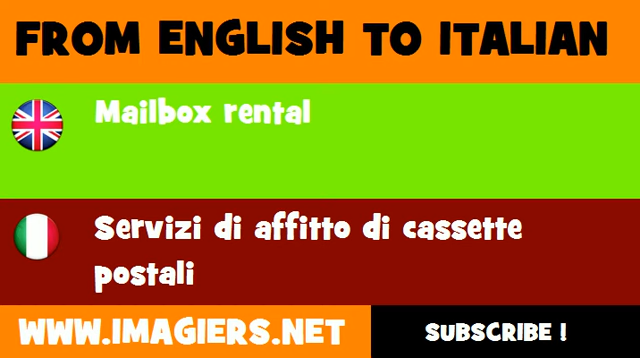 FROM ENGLISH TO ITALIAN
Mailbox rental
Servizi di affitto di cassette
postali
WWW.IMAGIERS.NET
SUBSCRIBE !